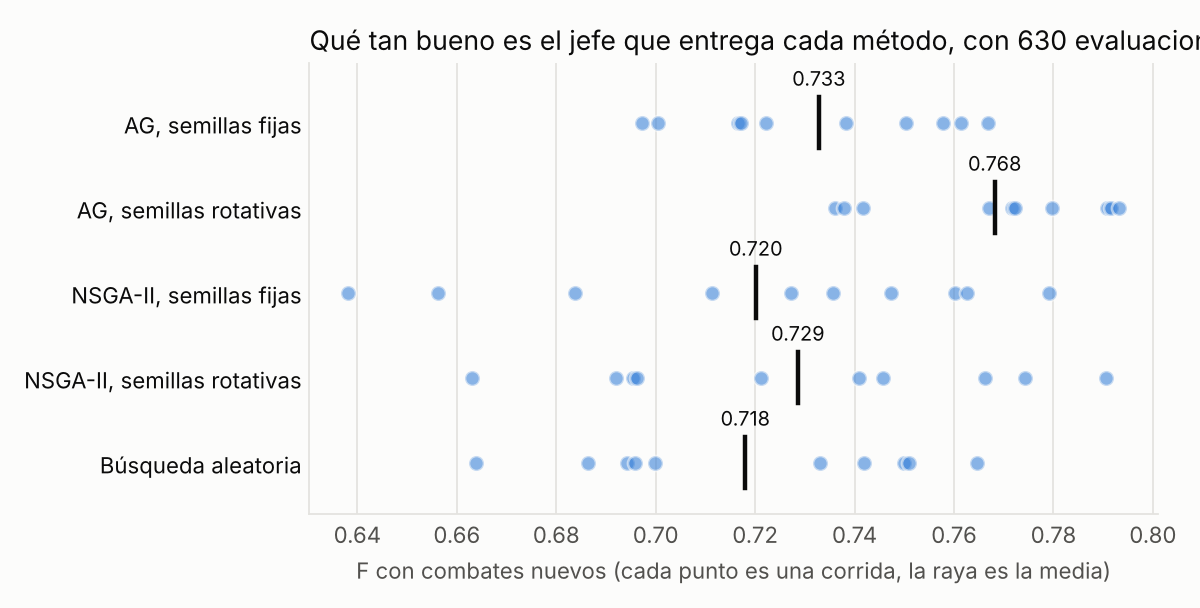 Qué tan bueno es el jefe que entrega cada método, con 630
0.733
AG, semillas fijas
0.768
AG, semillas rotativas
0.720
NSGA-II, semillas fijas
0.729
NSGA-II, semillas rotativas
0.718
Búsqueda aleatoria
0.64 0.66 0.68 0.70 0.72 0.74 0.76 0.78 0.80
F con combates nuevos (cada punto es una corrida, la raya es la media)